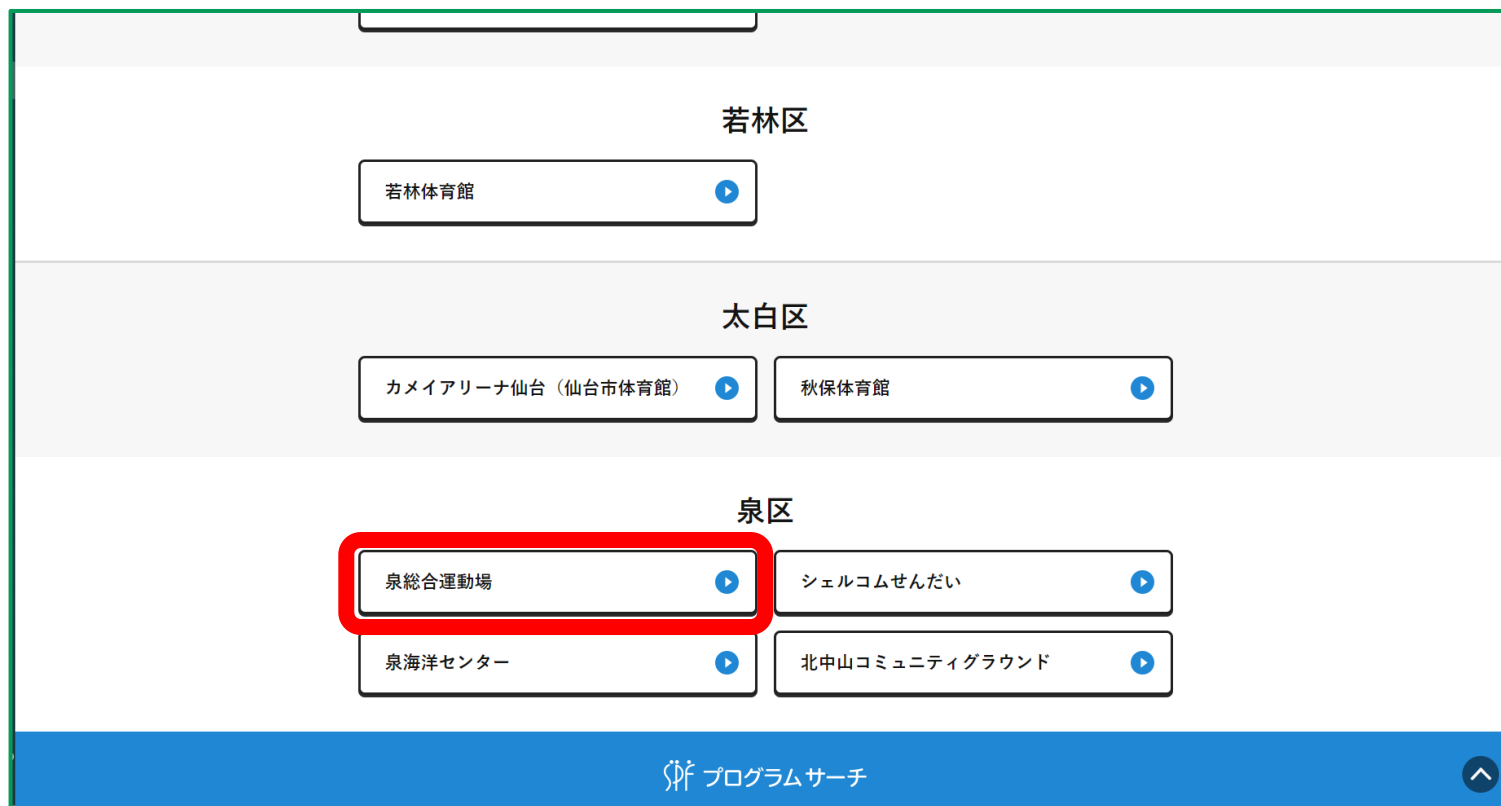 若林区
若林体育館
太白区
カメイアリーナ仙台（仙台市体育館）
秋保体育館
泉区
泉総合運動場
シェルコムせんだい
泉海洋センター
北中山コミュニティグラウンド
SPF プログラムサーチ